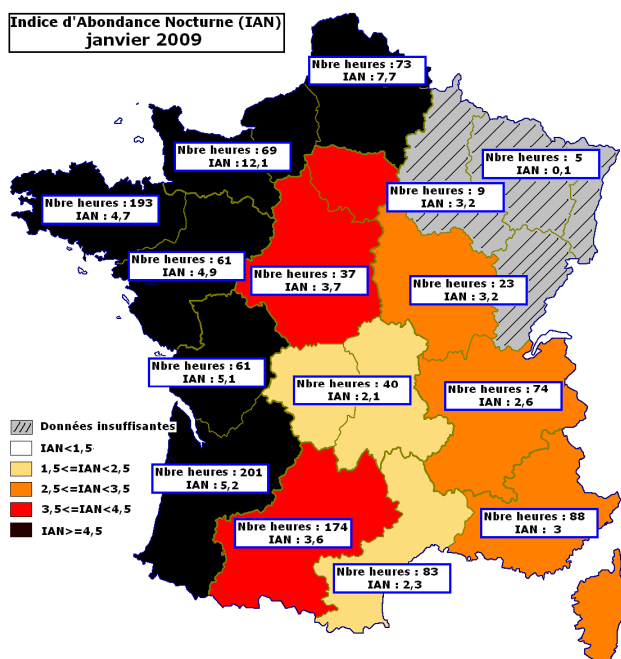 Indice d'Abondance Nocturne (IAN)
janvier 2009
Nbre heures : 73
IAN : 7,7
Nbre heures : 69
IAN : 12,1
Nbre heures : 5
IAN : 0,1
Nbre heures : 9
IAN : 3,2
Nbre heures : 193
IAN : 4,7
Nbre heures : 61
IAN : 4,9
Nbre heures : 37
IAN : 3,7
Nbre heures : 23
IAN : 3,2
Nbre heures : 61
IAN : 5,1
Nbre heures : 40
IAN : 2,1
Nbre heures : 74
IAN : 2,6
Nbre heures : 201
IAN : 5,2
Nbre heures : 174
IAN : 3,6
Nbre heures : 88
IAN : 3
Nbre heures : 83
IAN : 2,3
Données insuffisantes
IAN<1,5
1,5<=IAN<2,5
2,5<=IAN<3,5
3,5<=IAN<4,5
IAN>=4,5